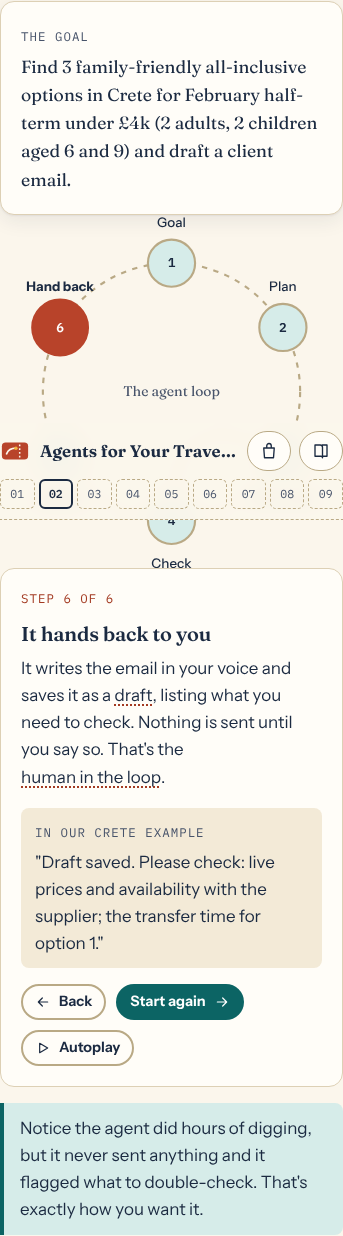 THE GOAL
Find 3 family-friendly all-inclusive
options in Crete for February half-
term under £4k (2 adults, 2 children
aged 6 and 9) and draft a client
email.
Goal
1
Hand back
Plan
6
2
The agent loop
Agents for Your Trave...
01 02 03 04 05 06 07 08 09
4
Check
STEP 6 OF 6
It hands back to you
It writes the email in your voice and
saves it as a draft, listing what you
need to check. Nothing is sent until
you say so. That's the
human in the loop.
IN OUR CRETE EXAMPLE
"Draft saved. Please check: live
prices and availability with the
supplier; the transfer time for
option 1."
← Back
Start again →
Autoplay
Notice the agent did hours of digging,
but it never sent anything and it
flagged what to double-check. That's
exactly how you want it.